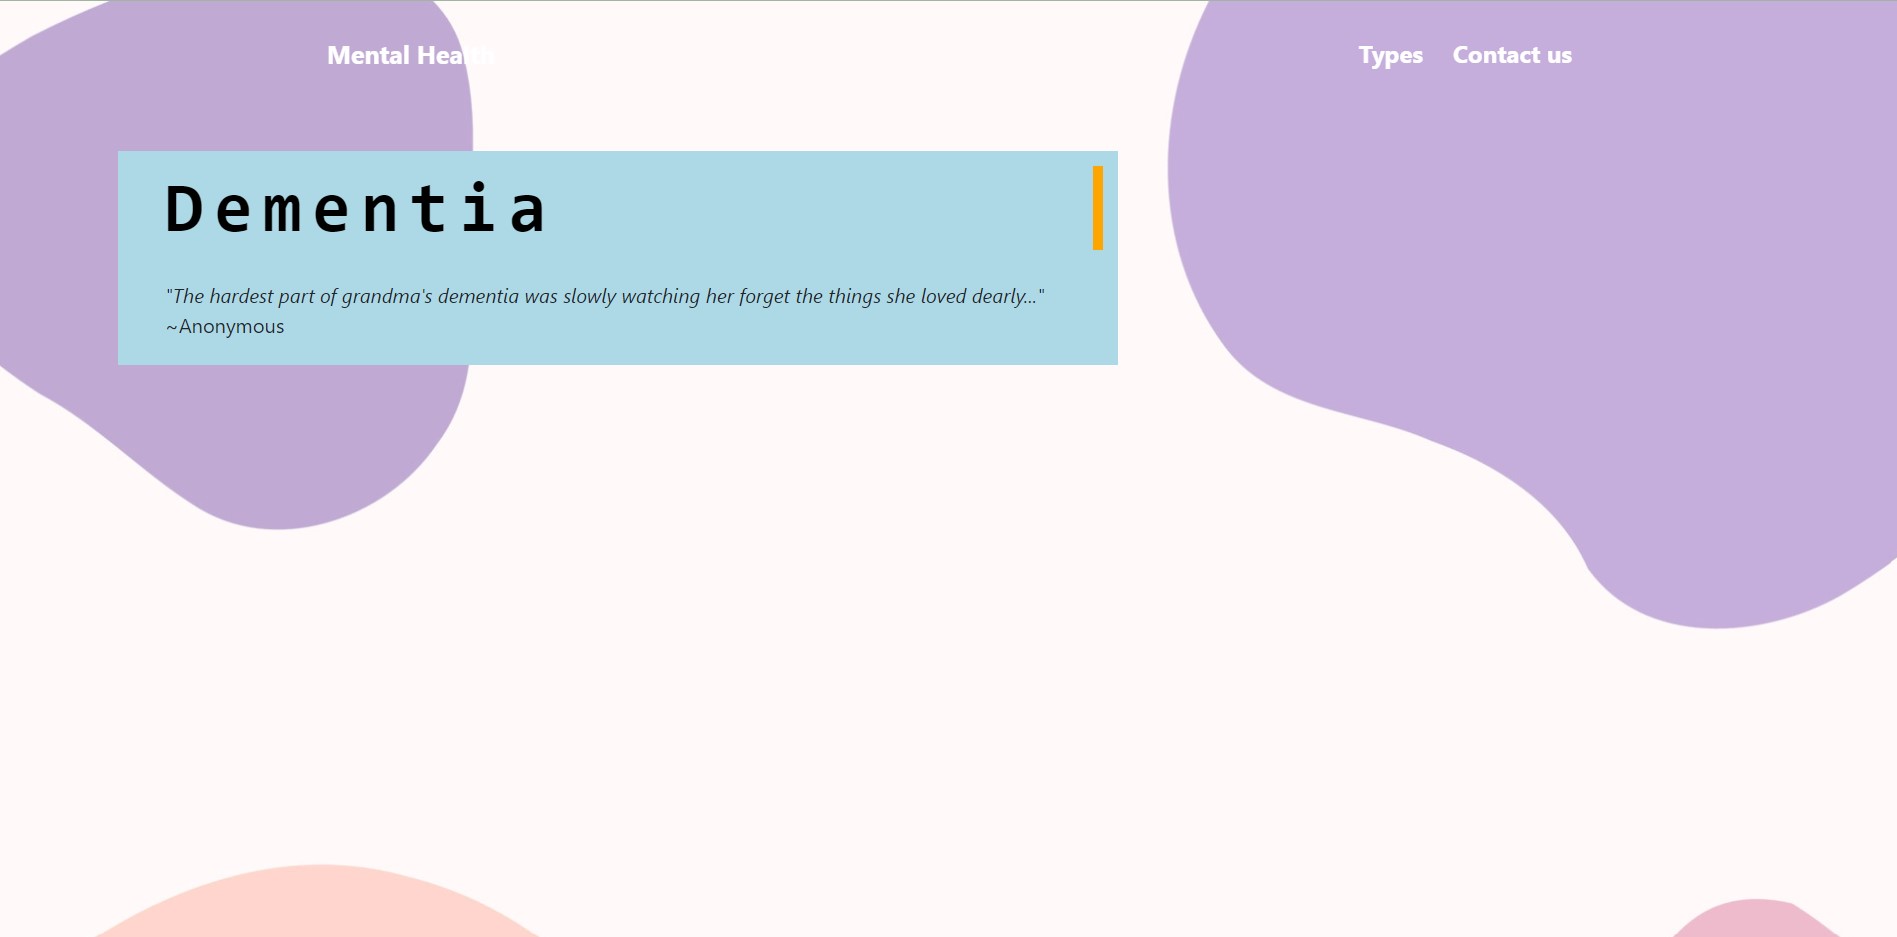 Mental Health
Types Contact us
Dementia
"The hardest part of grandma's dementia was slowly watching her forget the things she loved dearly..."
~Anonymous